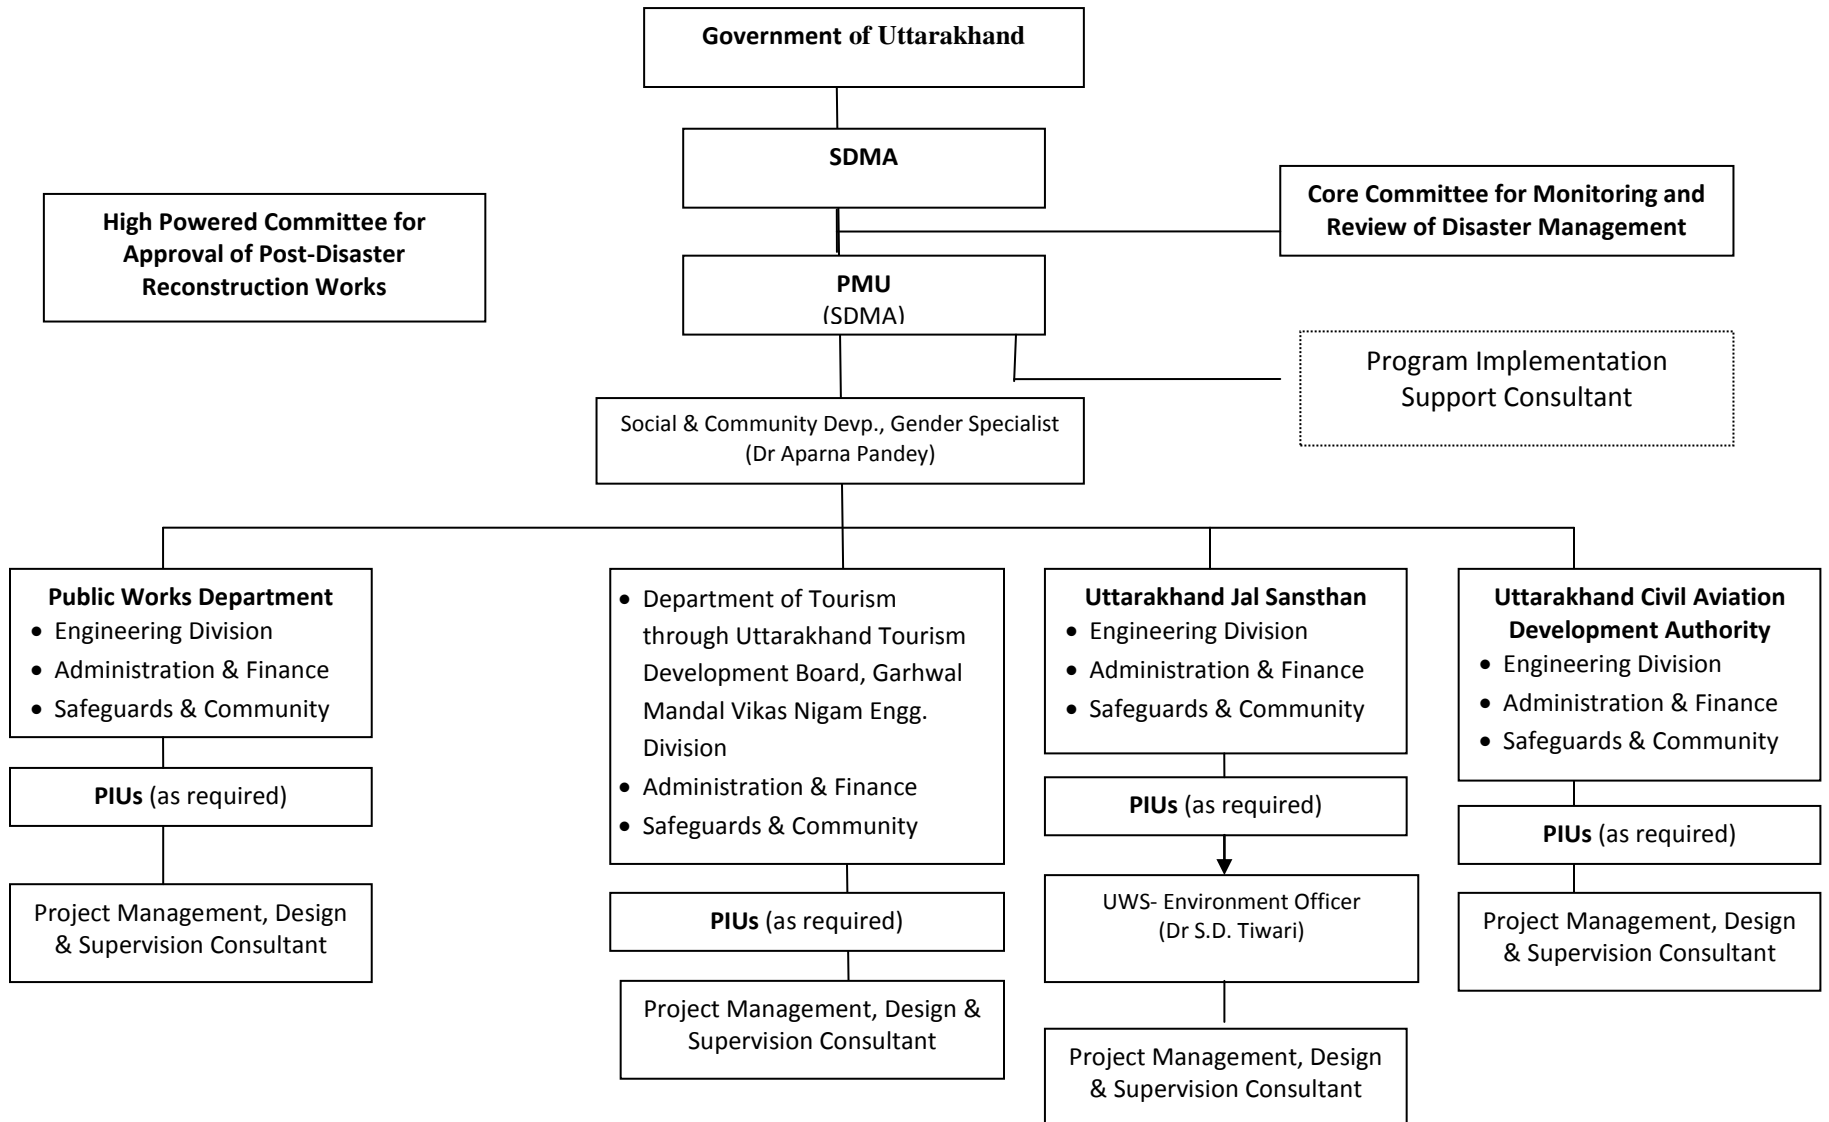 Government of Uttarakhand
SDMA
High Powered Committee for
Approval of Post-Disaster
Reconstruction Works
Core Committee for Monitoring and
Review of Disaster Management
PMU
(SDMA)
Program Implementation
Support Consultant
Social & Community Devp., Gender Specialist
(Dr Aparna Pandey)
Public Works Department
• Engineering Division
• Administration & Finance
• Safeguards & Community
PIUs (as required)
Project Management, Design
& Supervision Consultant
• Department of Tourism
through Uttarakhand Tourism
Development Board, Garhwal
Mandal Vikas Nigam Engg.
Division
• Administration & Finance
• Safeguards & Community
PIUs (as required)
Project Management, Design &
Supervision Consultant
Uttarakhand Jal Sansthan
• Engineering Division
• Administration & Finance
• Safeguards & Community
PIUs (as required)
UWS- Environment Officer
(Dr S.D. Tiwari)
Project Management, Design
& Supervision Consultant
Uttarakhand Civil Aviation
Development Authority
• Engineering Division
• Administration & Finance
• Safeguards & Community
PIUs (as required)
Project Management, Design
& Supervision Consultant